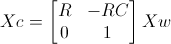 Xc = \begin{bmatrix} R & -RC \\ 0 & 1 \end{bmatrix} Xw